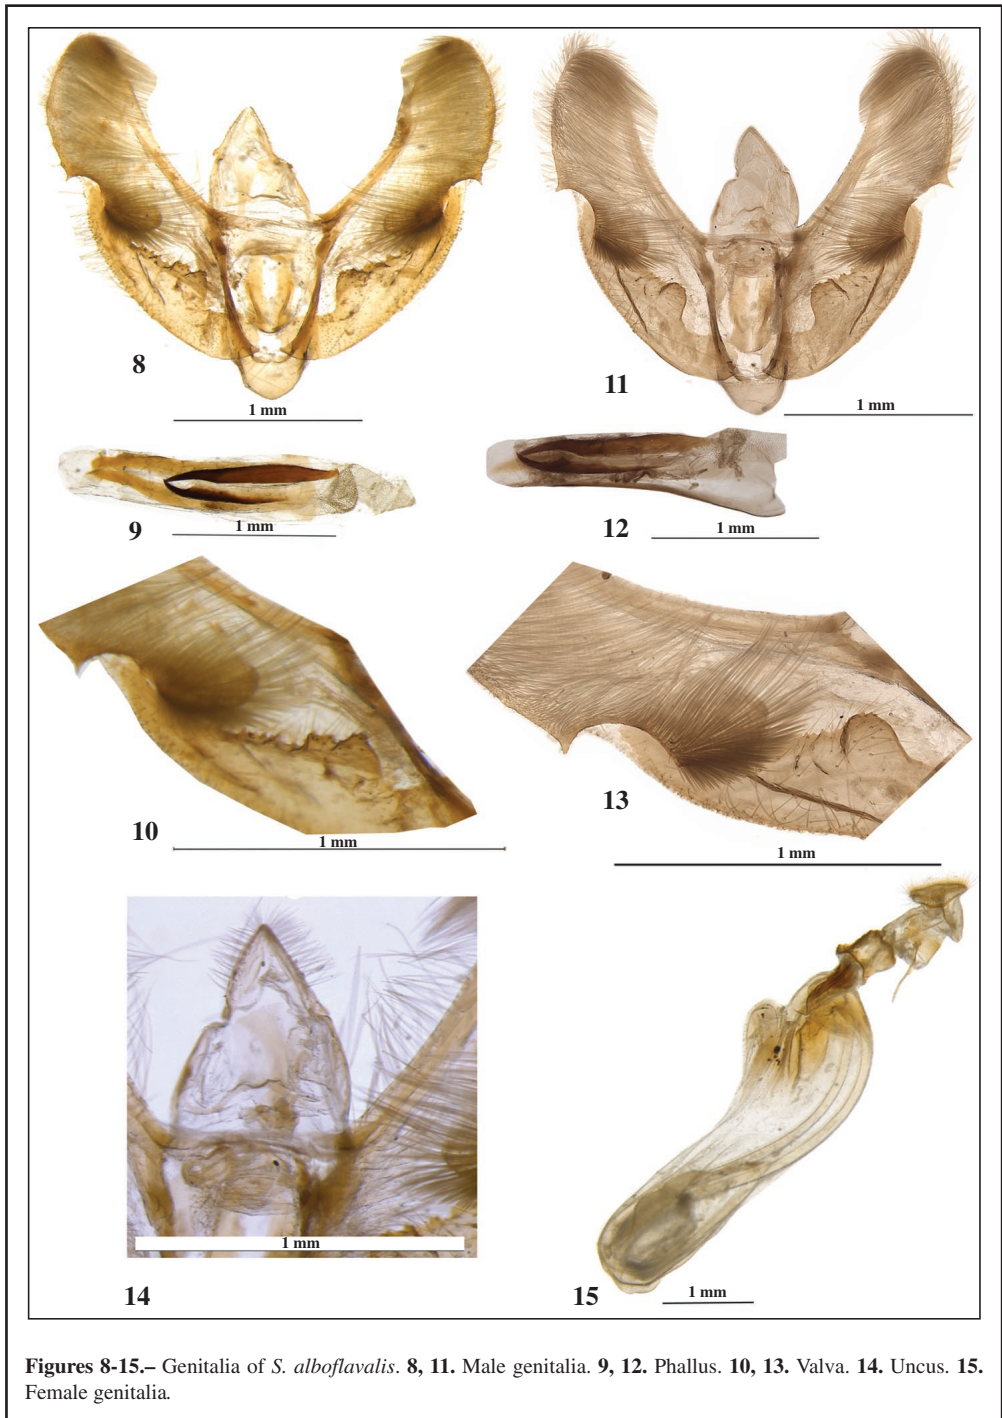 8
1 mm
11
1 mm
9
1 mm
12
1 mm
10
1 mm
13
1 mm
14
1 mm
15
1 mm
Figures 8-15.– Genitalia of S. alboflavalis. 8, 11. Male genitalia. 9, 12. Phallus. 10, 13. Valva. 14. Uncus. 15.
Female genitalia.